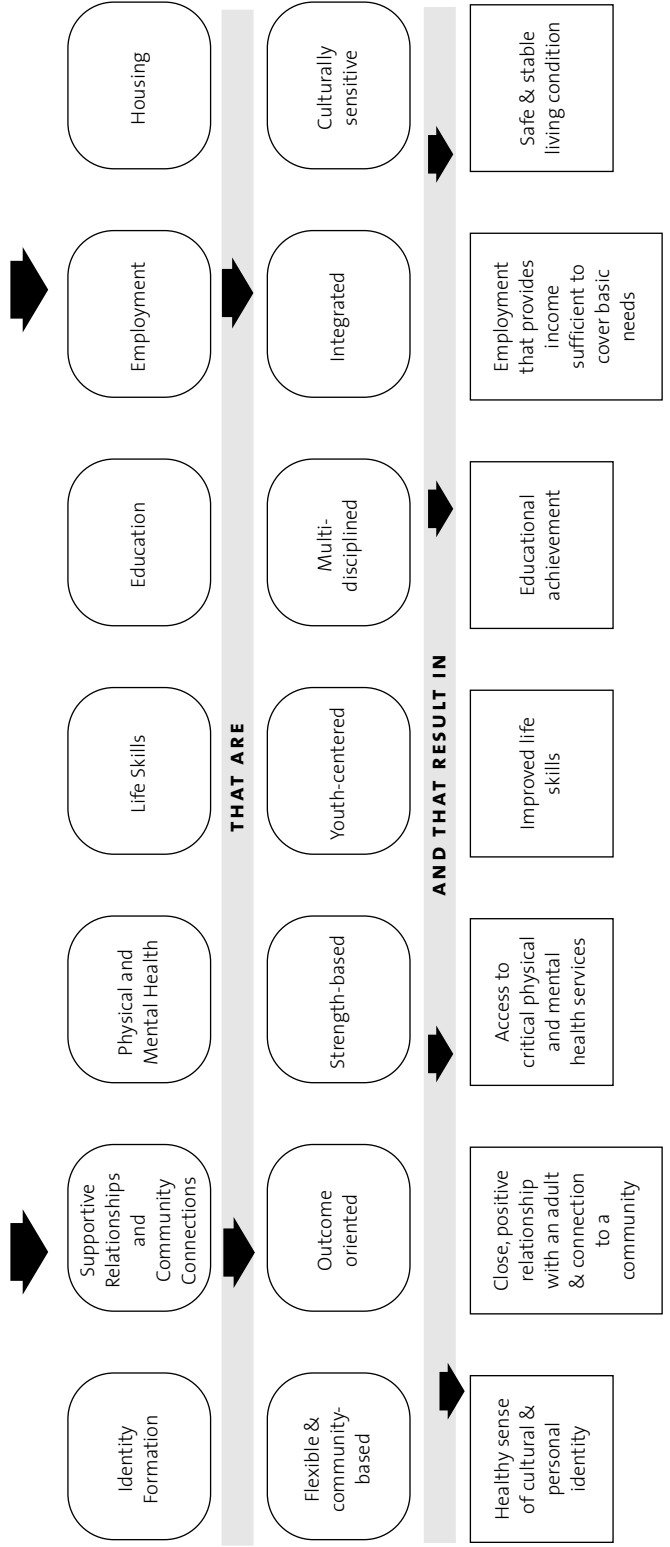 Identity
Formation
Supportive
Relationships
and
Community
Connections
Physical and
Mental Health
Life Skills
Education
Employment
Housing
THAT ARE
Flexible &
community-
based
Outcome
oriented
Strength-based
Youth-centered
Multi-
disciplined
Integrated
Culturally
sensitive
AND THAT RESULT IN
Healthy sense
of cultural &
personal
identity
Close, positive
relationship
with an adult
& connection
to a
community
Access to
critical physical
and mental
health services
Improved life
skills
Educational
achievement
Employment
that provides
income
sufficient to
cover basic
needs
Safe & stable
living condition